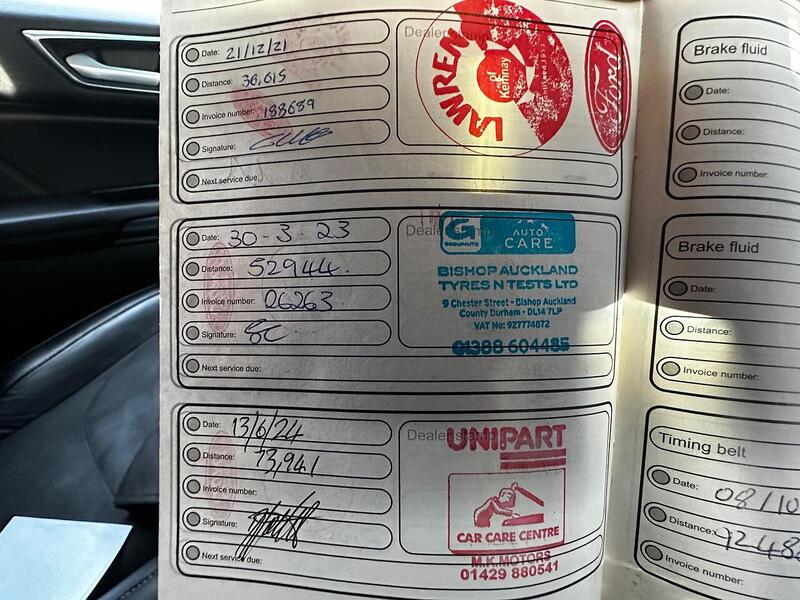 Date: 21/12/21
Dealer stamp
Distance: 36,615
Invoice number: 188689
Signature:
Next service due:
LAWREN
of Kemnay
Ford
Date: 30-3-23
Dealer
Distance: 52944.
Invoice number: 06263
Signature: SC
Next service due:
G
GROUPAUTO
AUTO
CARE
BISHOP AUCKLAND
TYRES N TESTS LTD
9 Chester Street - Bishop Auckland
County Durham - DL14 7LP
VAT No: 927774872
01388 604485
Date: 13/6/24
Dealer stamp
Distance: 73,941
Invoice number:
Signature:
Next service due:
UNIPART
CAR CARE CENTRE
M.K.MOTORS
01429 880541
Brake fluid
Date:
Distance:
Invoice number:
Brake fluid
Date:
Distance:
Invoice number:
Timing belt
Date: 08/10
Distance: 7248
Invoice number: